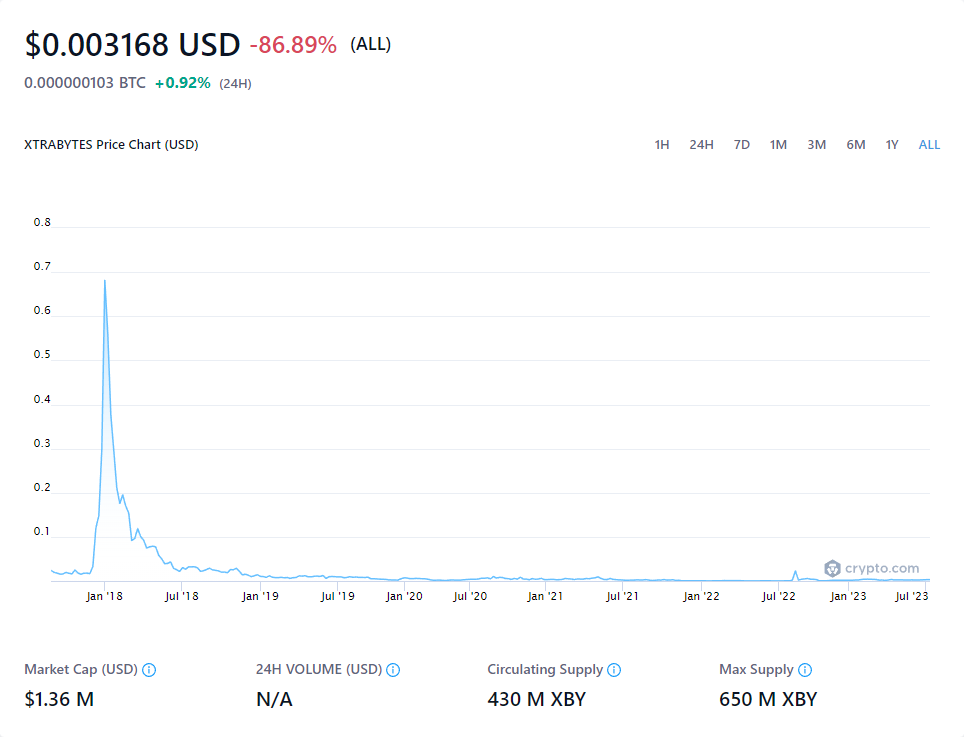 $0.003168 USD -86.89% (ALL)
0.000000103 BTC +0.92% (24H)
XTRABYTES Price Chart (USD) 1H 24H 7D 1M 3M 6M 1Y ALL
0.8
0.7
0.6
0.5
0.4
0.3
0.2
0.1
crypto.com
Jan '18 Jul '18 Jan '19 Jul '19 Jan '20 Jul '20 Jan '21 Jul '21 Jan '22 Jul '22 Jan '23 Jul '23
Market Cap (USD) 24H VOLUME (USD) Circulating Supply Max Supply
$1.36 M N/A 430 M XBY 650 M XBY